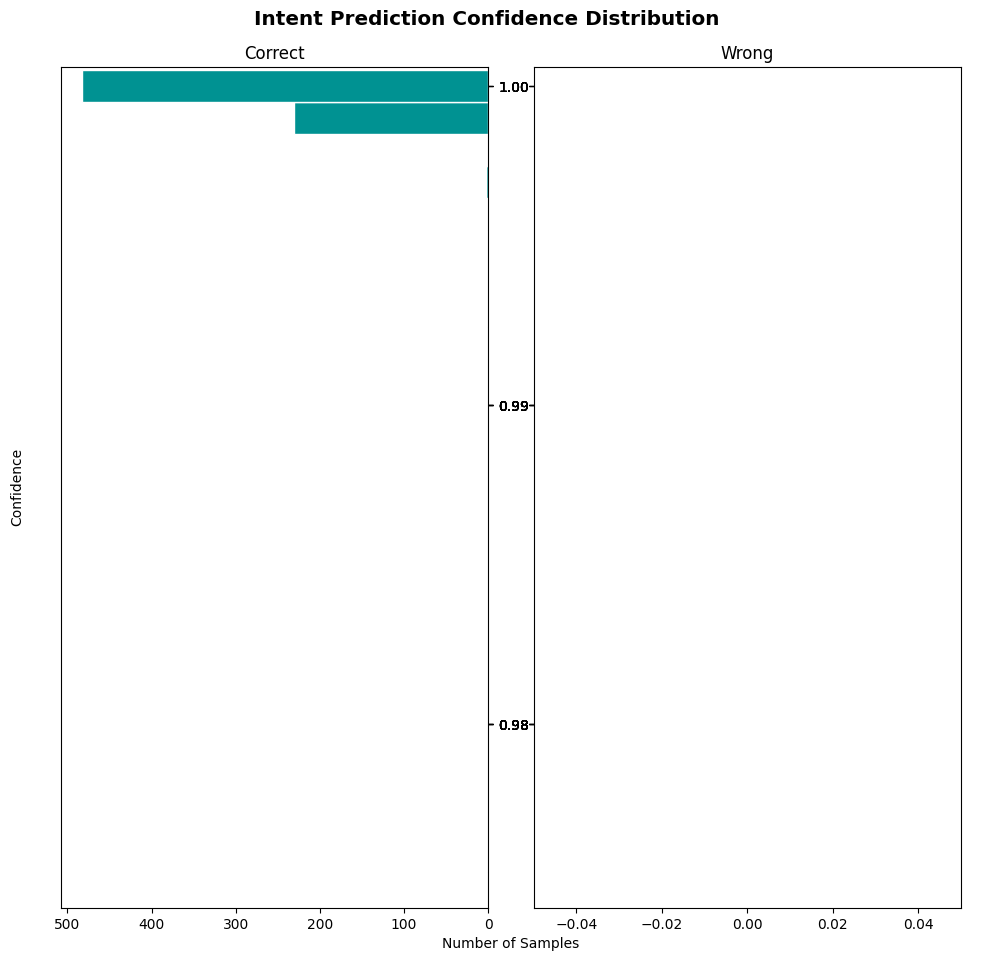 Intent Prediction Confidence Distribution
Correct
Wrong
1.00
0.99
0.98
Confidence
500 400 300 200 100 0
−0.04 −0.02 0.00 0.02 0.04
Number of Samples